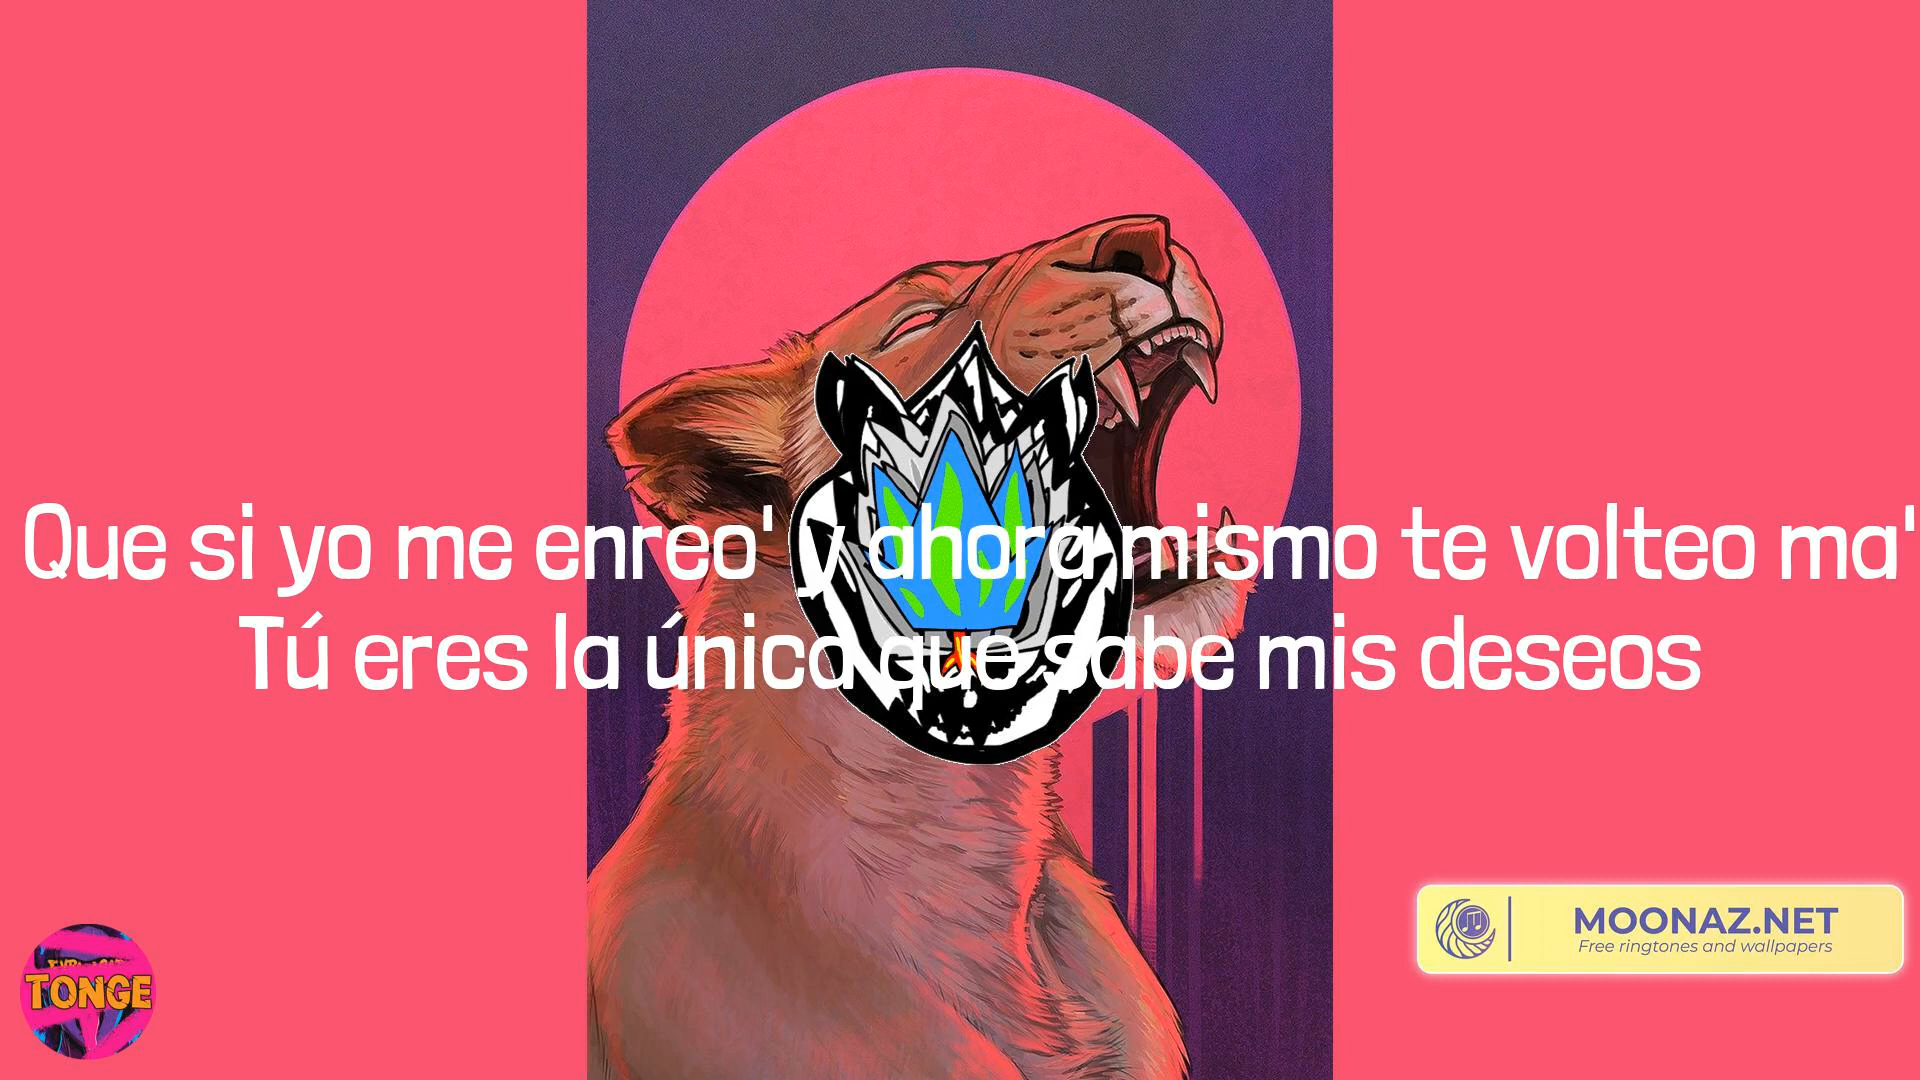 Que si yo me enreo' y ahora mismo te volteo ma'
Tú eres la única que sabe mis deseos
MOONAZ.NET
Free ringtones and wallpapers
TONGE